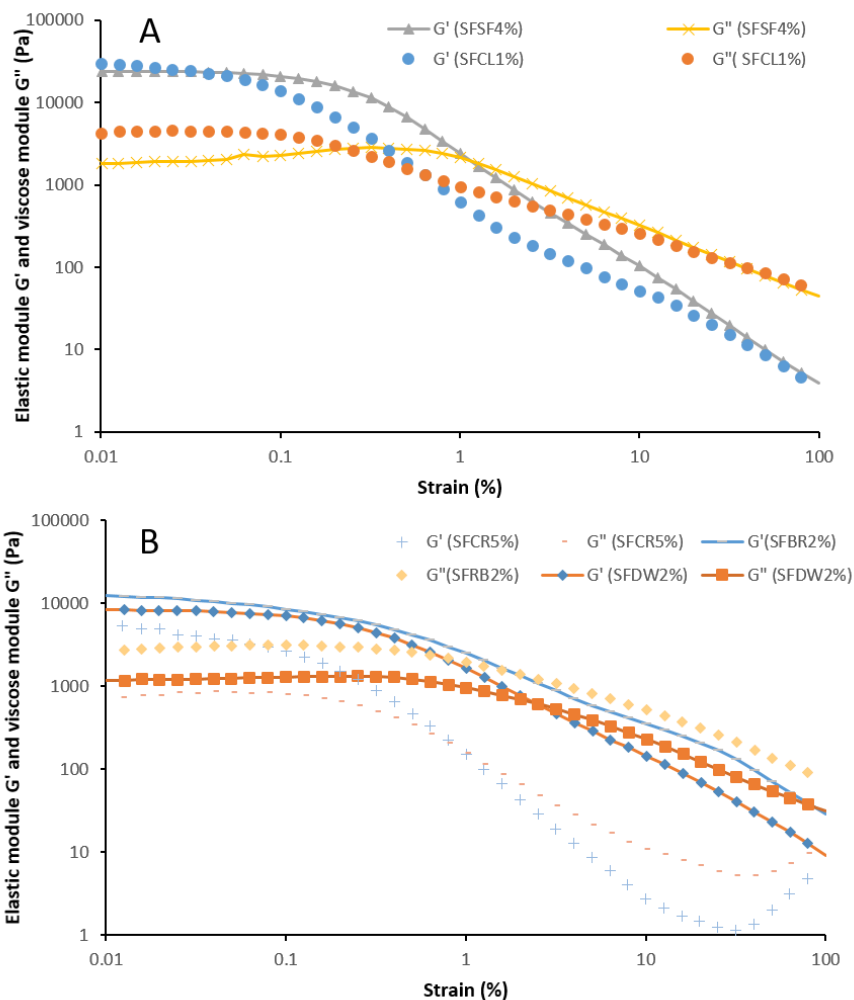 A
G' (SFSF4%) G" (SFSF4%)
G' (SFCL1%) G"( SFCL1%)
Elastic module G' and viscose module G" (Pa)
100000
10000
1000
100
10
1
0.01 0.1 1 10 100
Strain (%)
B
G' (SFCR5%) G" (SFCR5%) G'(SFBR2%)
G"(SFRB2%) G' (SFDW2%) G" (SFDW2%)
Elastic module G' and viscose module G" (Pa)
100000
10000
1000
100
10
1
0.01 0.1 1 10 100
Strain (%)